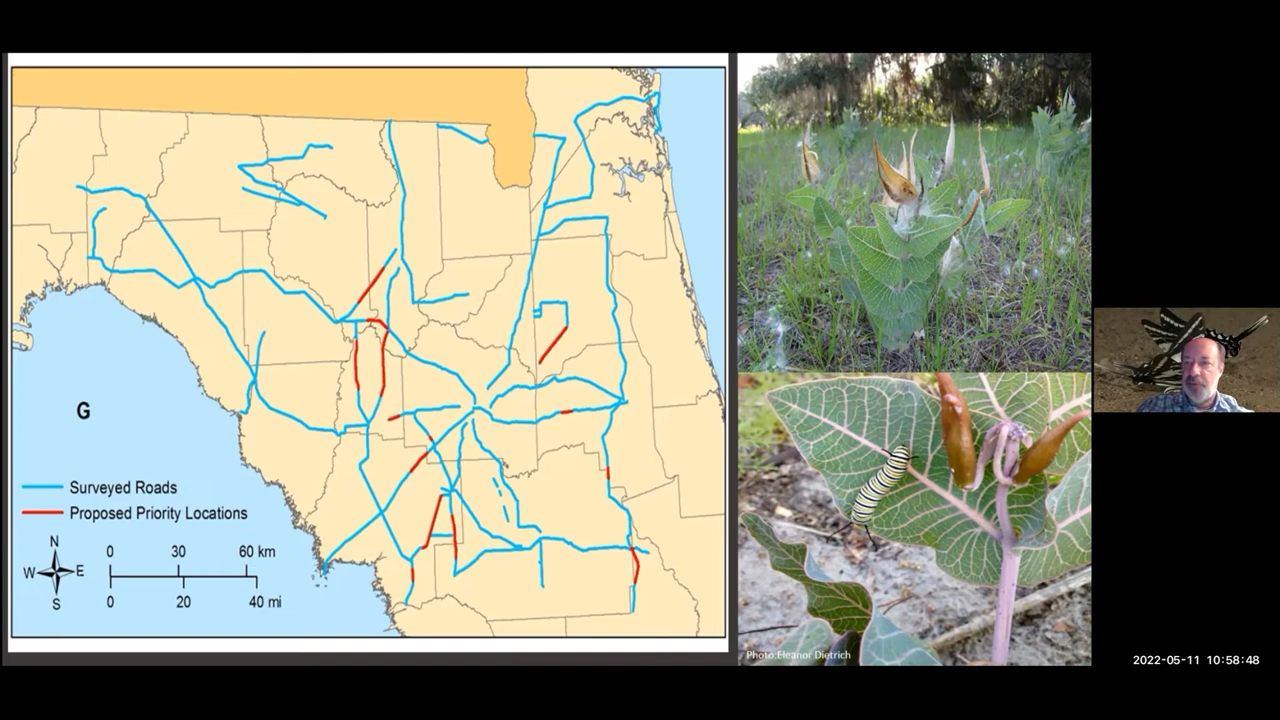 G
Surveyed Roads
Proposed Priority Locations
N
W E
S
0 30 60 km
0 20 40 mi
Photo:Eleanor Dietrich
2022-05-11 10:58:48